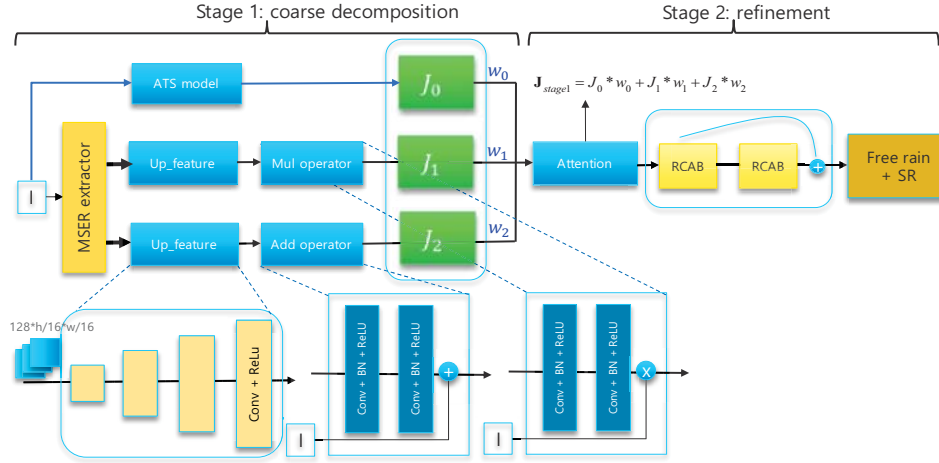 Stage 1: coarse decomposition
Stage 2: refinement
ATS model
J₀
w₀
J_stage1 = J₀ * w₀ + J₁ * w₁ + J₂ * w₂
I
MSER extractor
Up_feature
Mul operator
J₁
w₁
Attention
RCAB
RCAB
+
Free rain
+ SR
Up_feature
Add operator
J₂
w₂
128*h/16*w/16
Conv + ReLu
Conv + BN + ReLU
Conv + BN + ReLU
+
I
Conv + BN + ReLU
Conv + BN + ReLU
X
I